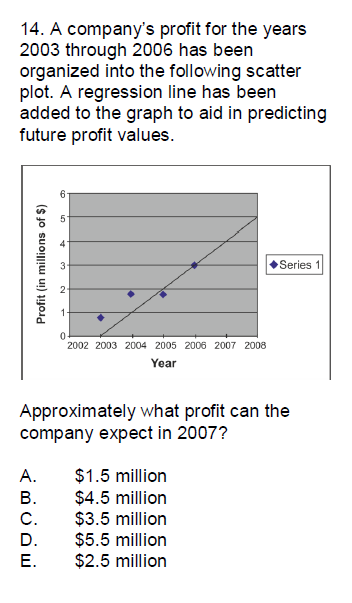 14. A company's profit for the years
2003 through 2006 has been
organized into the following scatter
plot. A regression line has been
added to the graph to aid in predicting
future profit values.
Profit (in millions of $)
6
5
4
3
2
1
0
2002 2003 2004 2005 2006 2007 2008
Year
Series 1
Approximately what profit can the
company expect in 2007?
A. $1.5 million
B. $4.5 million
C. $3.5 million
D. $5.5 million
E. $2.5 million